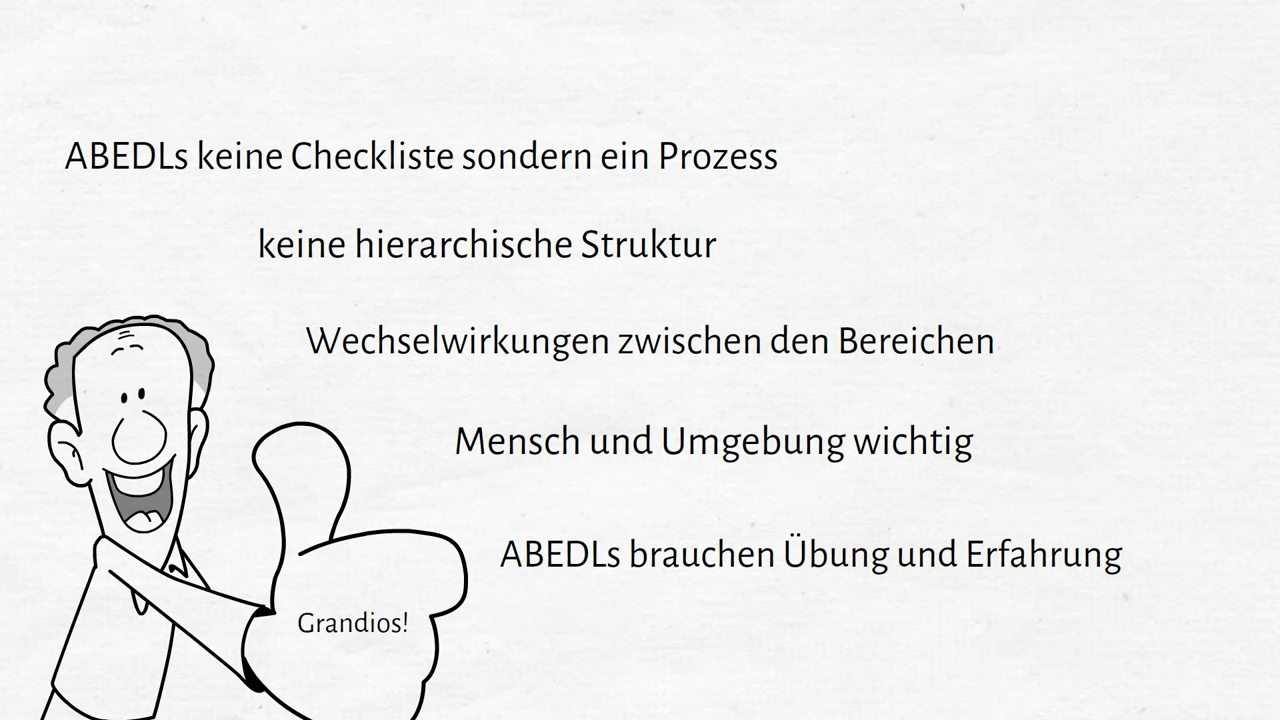 ABEDLs keine Checkliste sondern ein Prozess
keine hierarchische Struktur
Wechselwirkungen zwischen den Bereichen
Mensch und Umgebung wichtig
ABEDLs brauchen Übung und Erfahrung
Grandios!